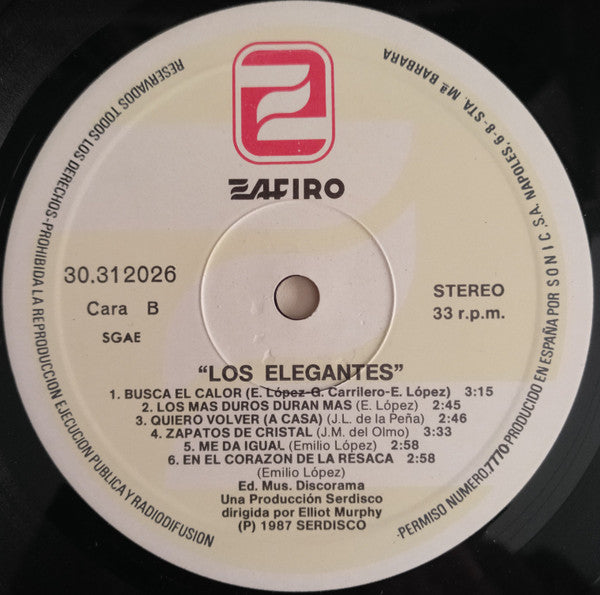 ZAFIRO
30.312026
Cara B
SGAE
STEREO
33 r.p.m.
“LOS ELEGANTES”
1. BUSCA EL CALOR (E. López-G. Carrilero-E. López) 3:15
2. LOS MAS DUROS DURAN MAS (E. López) 2:45
3. QUIERO VOLVER (A CASA) (J.L. de la Peña) 2:46
4. ZAPATOS DE CRISTAL (J.M. del Olmo) 3:33
5. ME DA IGUAL (Emilio López) 2:58
6. EN EL CORAZON DE LA RESACA 2:58
(Emilio López)
Ed. Mus. Discorama
Una Producción Serdisco
dirigida por Elliot Murphy
(P) 1987 SERDISCO
RESERVADOS TODOS LOS DERECHOS-PROHIBIDA LA REPRODUCCION EJECUCION PUBLICA Y RADIODIFUSION
PERMISO NUMERO.7770 PRODUCIDO EN ESPAÑA POR SONIC.S.A. NAPOLES, 6-8-STA. Mª BARBARA